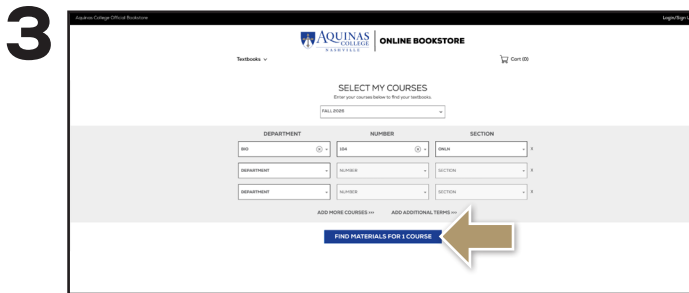 3
Aquinas College Official Bookstore
Login/Sign U
AQUINAS
COLLEGE
NASHVILLE
ONLINE BOOKSTORE
Textbooks
Cart (0)
SELECT MY COURSES
Enter your courses below to find your textbooks.
FALL 2025
DEPARTMENT NUMBER SECTION
BIO 104 ONLN X
DEPARTMENT NUMBER SECTION X
DEPARTMENT NUMBER SECTION X
ADD MORE COURSES >>> ADD ADDITIONAL TERMS >>>
FIND MATERIALS FOR 1 COURSE